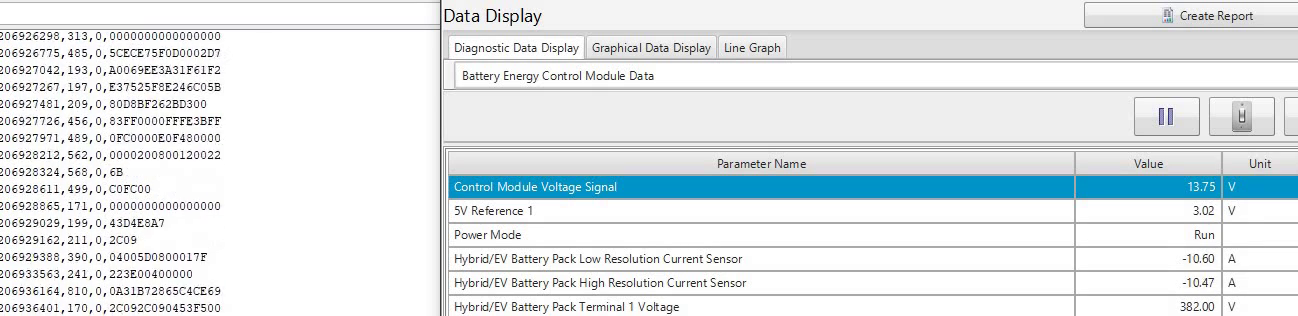 206926298,313,0,0000000000000000
206926775,485,0,5CECE75F0D0002D7
206927042,193,0,A0069EE3A31F61F2
206927267,197,0,E37525F8E246C05B
206927481,209,0,80D8BF262BD300
206927726,456,0,83FF0000FFFE3BFF
206927971,489,0,0FC0000E0F480000
206928212,562,0,0000200800120022
206928324,568,0,6B
206928611,499,0,C0FC00
206928865,171,0,0000000000000000
206929029,199,0,43D4E8A7
206929162,211,0,2C09
206929388,390,0,04005D0800017F
206933563,241,0,223E00400000
206936164,810,0,0A31B72865C4CE69
206936401,170,0,2C092C090453F500
Data Display
Create Report
Diagnostic Data Display Graphical Data Display Line Graph
Battery Energy Control Module Data
Parameter Name Value Unit
Control Module Voltage Signal 13.75 V
5V Reference 1 3.02 V
Power Mode Run
Hybrid/EV Battery Pack Low Resolution Current Sensor -10.60 A
Hybrid/EV Battery Pack High Resolution Current Sensor -10.47 A
Hybrid/EV Battery Pack Terminal 1 Voltage 382.00 V